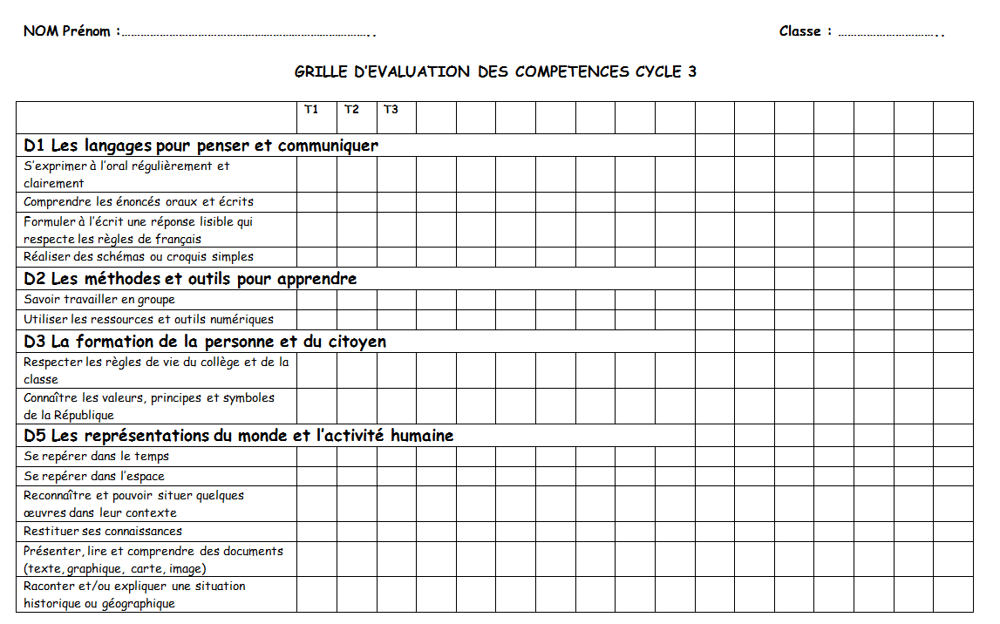 NOM Prénom :…………………………………………………………………….. Classe : …………………………..
GRILLE D'EVALUATION DES COMPETENCES CYCLE 3
T1 T2 T3
D1 Les langages pour penser et communiquer
S'exprimer à l'oral régulièrement et
clairement
Comprendre les énoncés oraux et écrits
Formuler à l'écrit une réponse lisible qui
respecte les règles de français
Réaliser des schémas ou croquis simples
D2 Les méthodes et outils pour apprendre
Savoir travailler en groupe
Utiliser les ressources et outils numériques
D3 La formation de la personne et du citoyen
Respecter les règles de vie du collège et de la
classe
Connaître les valeurs, principes et symboles
de la République
D5 Les représentations du monde et l'activité humaine
Se repérer dans le temps
Se repérer dans l'espace
Reconnaître et pouvoir situer quelques
œuvres dans leur contexte
Restituer ses connaissances
Présenter, lire et comprendre des documents
(texte, graphique, carte, image)
Raconter et/ou expliquer une situation
historique ou géographique